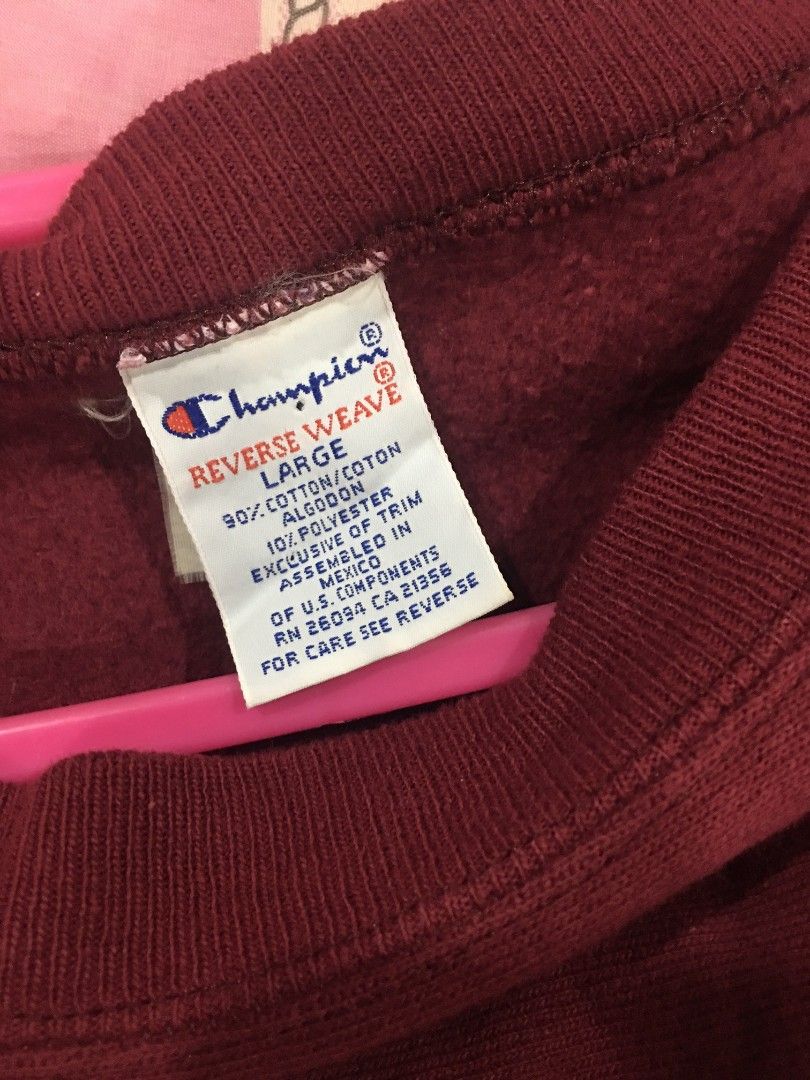 Champion®
REVERSE WEAVE®
LARGE
90% COTTON/COTON
ALGODON
10% POLYESTER
EXCLUSIVE OF TRIM
ASSEMBLED IN
MEXICO
OF U.S. COMPONENTS
RN 26094 CA 21356
FOR CARE SEE REVERSE